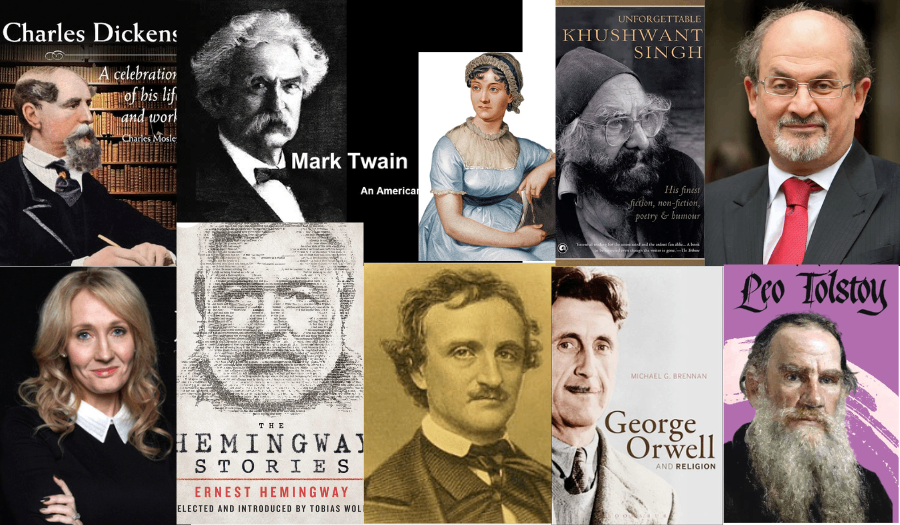 Charles Dickens
A celebration
of his life
and work
Charles Mosley
Mark Twain
An American
UNFORGETTABLE
KHUSHWANT
SINGH
His finest
fiction, non-fiction,
poetry & humour
THE
HEMINGWAY
STORIES
ERNEST HEMINGWAY
ELECTED AND INTRODUCED BY TOBIAS WOL
MICHAEL G. BRENNAN
George
Orwell
AND RELIGION
Leo Tolstoy